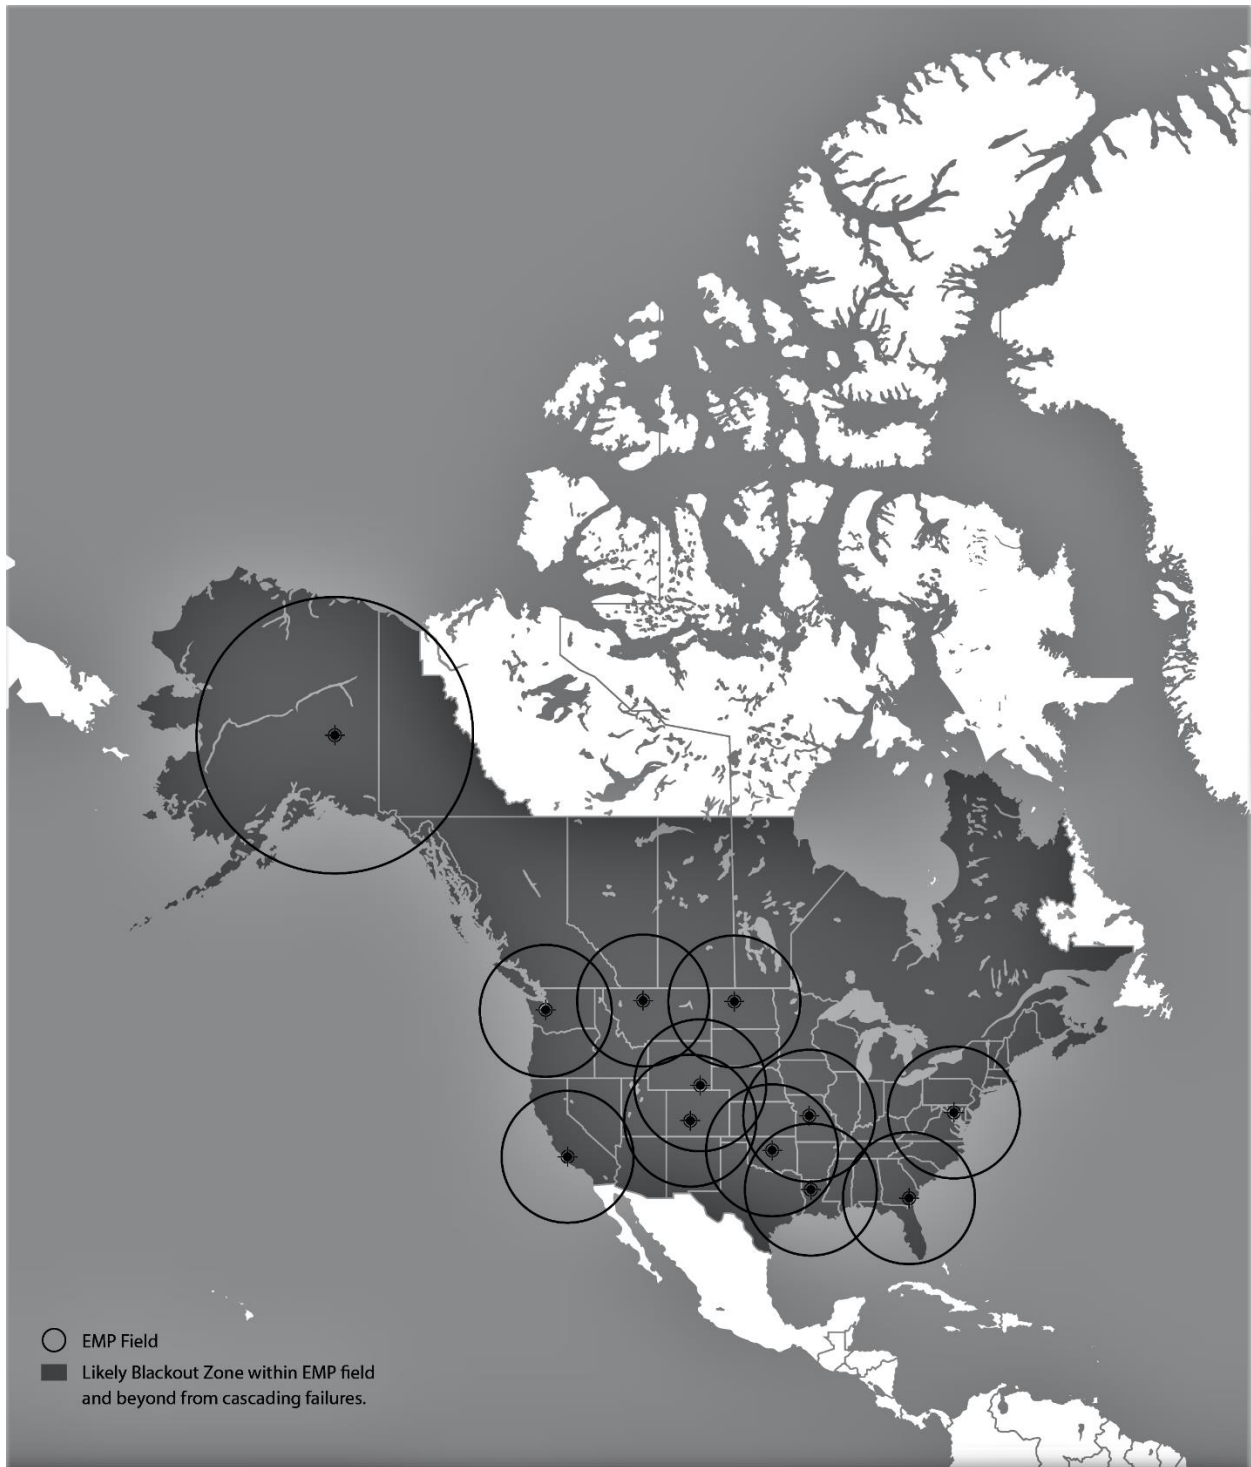 EMP Field
Likely Blackout Zone within EMP field
and beyond from cascading failures.